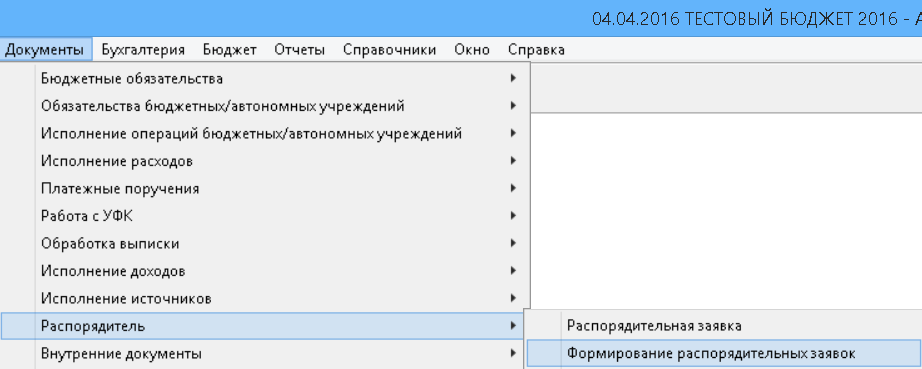 04.04.2016 ТЕСТОВЫЙ БЮДЖЕТ 2016 - А
Документы Бухгалтерия Бюджет Отчеты Справочники Окно Справка
Бюджетные обязательства
Обязательства бюджетных/автономных учреждений
Исполнение операций бюджетных/автономных учреждений
Исполнение расходов
Платежные поручения
Работа с УФК
Обработка выписки
Исполнение доходов
Исполнение источников
Распорядитель
Распорядительная заявка
Внутренние документы
Формирование распорядительных заявок